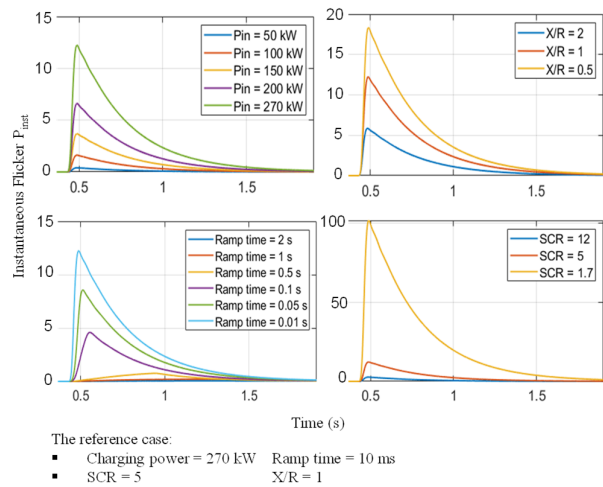 Instantaneous Flicker Pinst
15
10
5
0
0.5
1
1.5
Pin = 50 kW
Pin = 100 kW
Pin = 150 kW
Pin = 200 kW
Pin = 270 kW
20
15
10
5
0
0.5
1
1.5
X/R = 2
X/R = 1
X/R = 0.5
15
10
5
0
0.5
1
1.5
Ramp time = 2 s
Ramp time = 1 s
Ramp time = 0.5 s
Ramp time = 0.1 s
Ramp time = 0.05 s
Ramp time = 0.01 s
100
50
0
0.5
1
1.5
SCR = 12
SCR = 5
SCR = 1.7
Time (s)
The reference case:
▪ Charging power = 270 kW Ramp time = 10 ms
▪ SCR = 5 X/R = 1